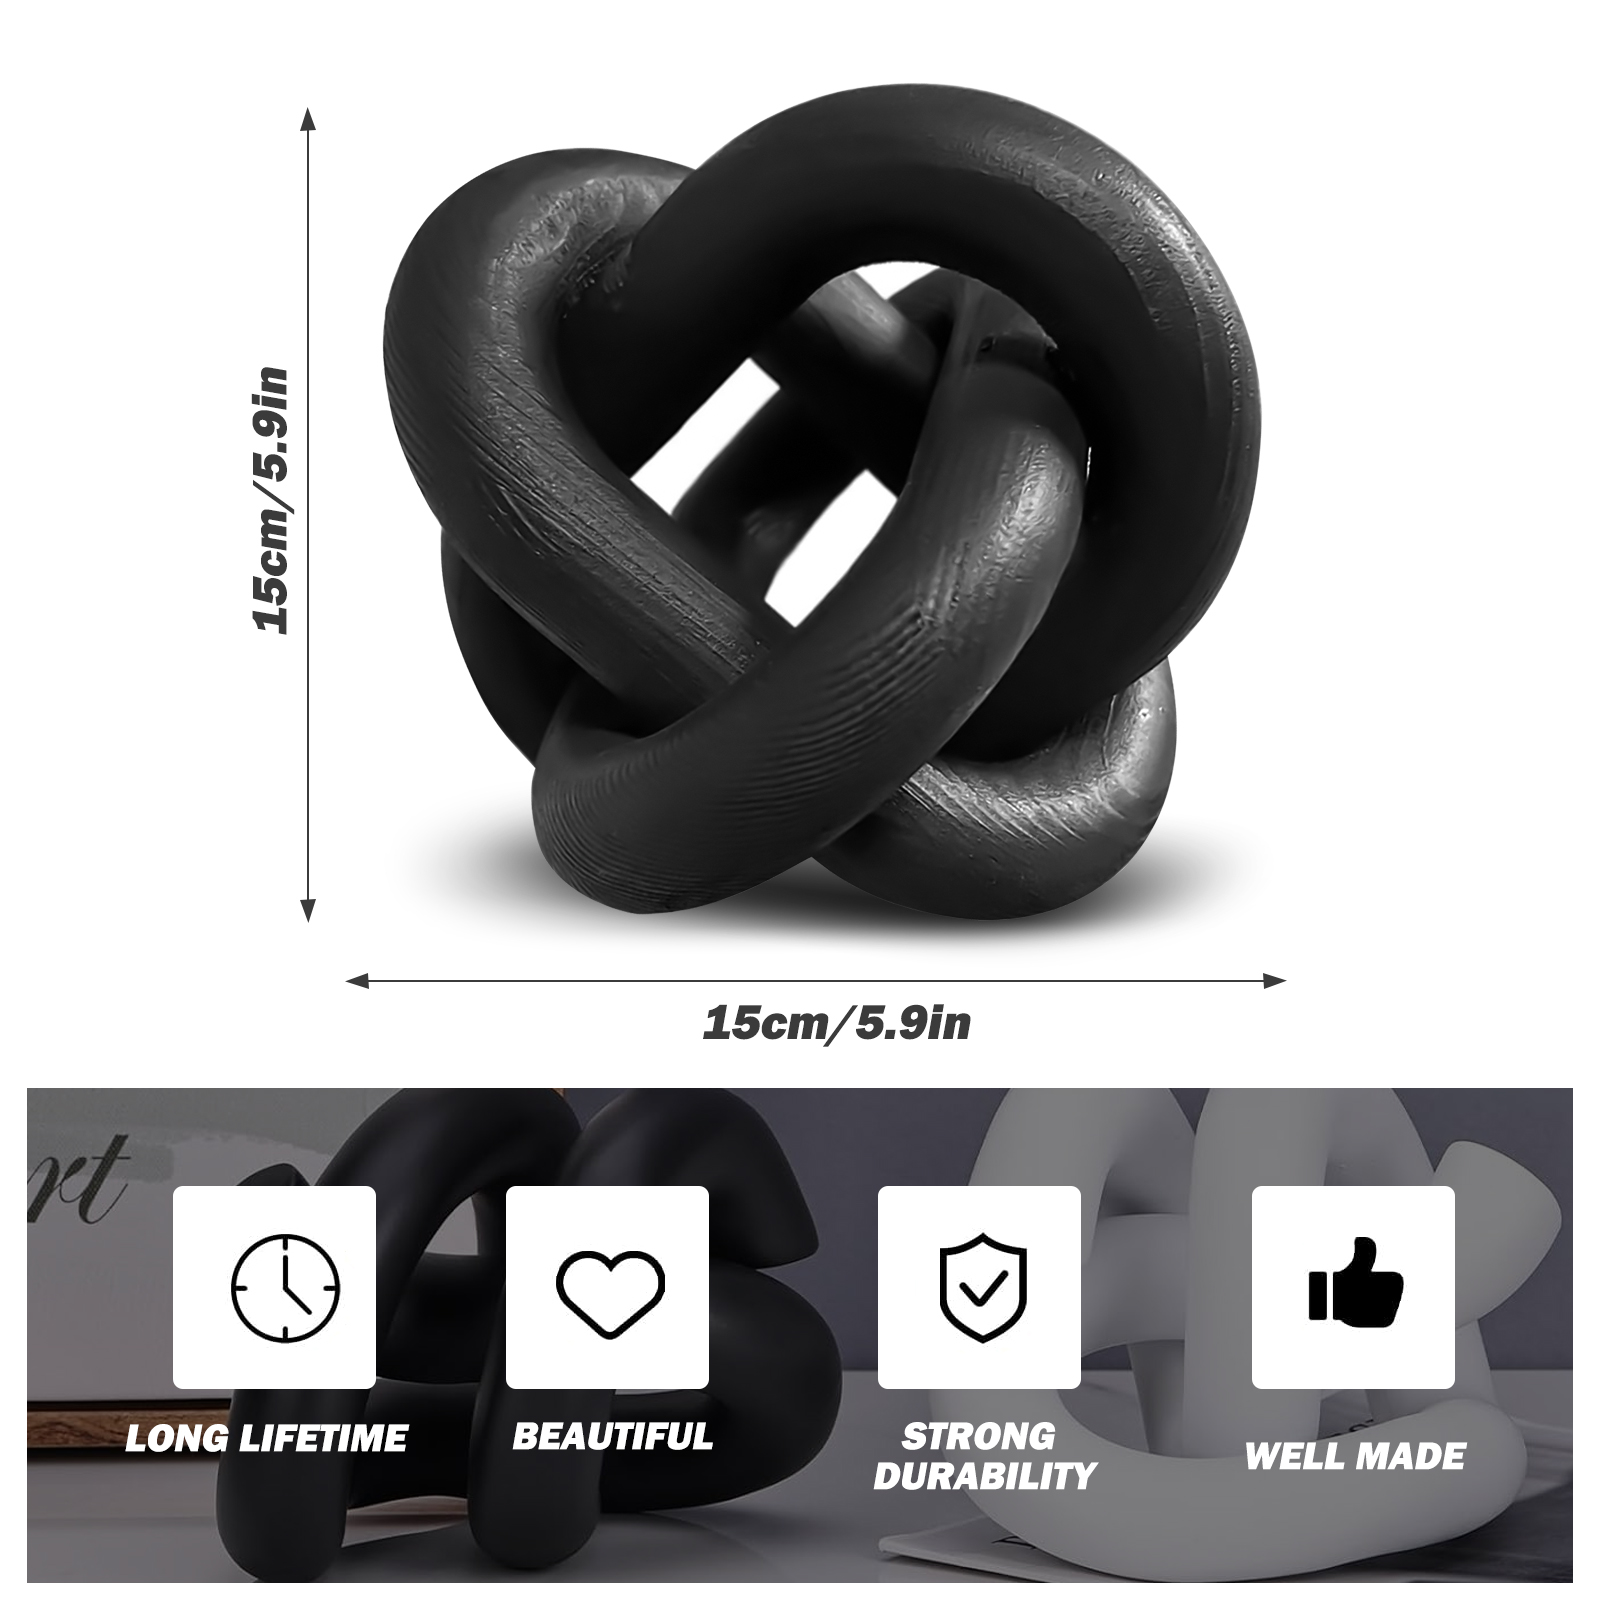 15cm/5.9in
15cm/5.9in
LONG LIFETIME
BEAUTIFUL
STRONG
DURABILITY
WELL MADE